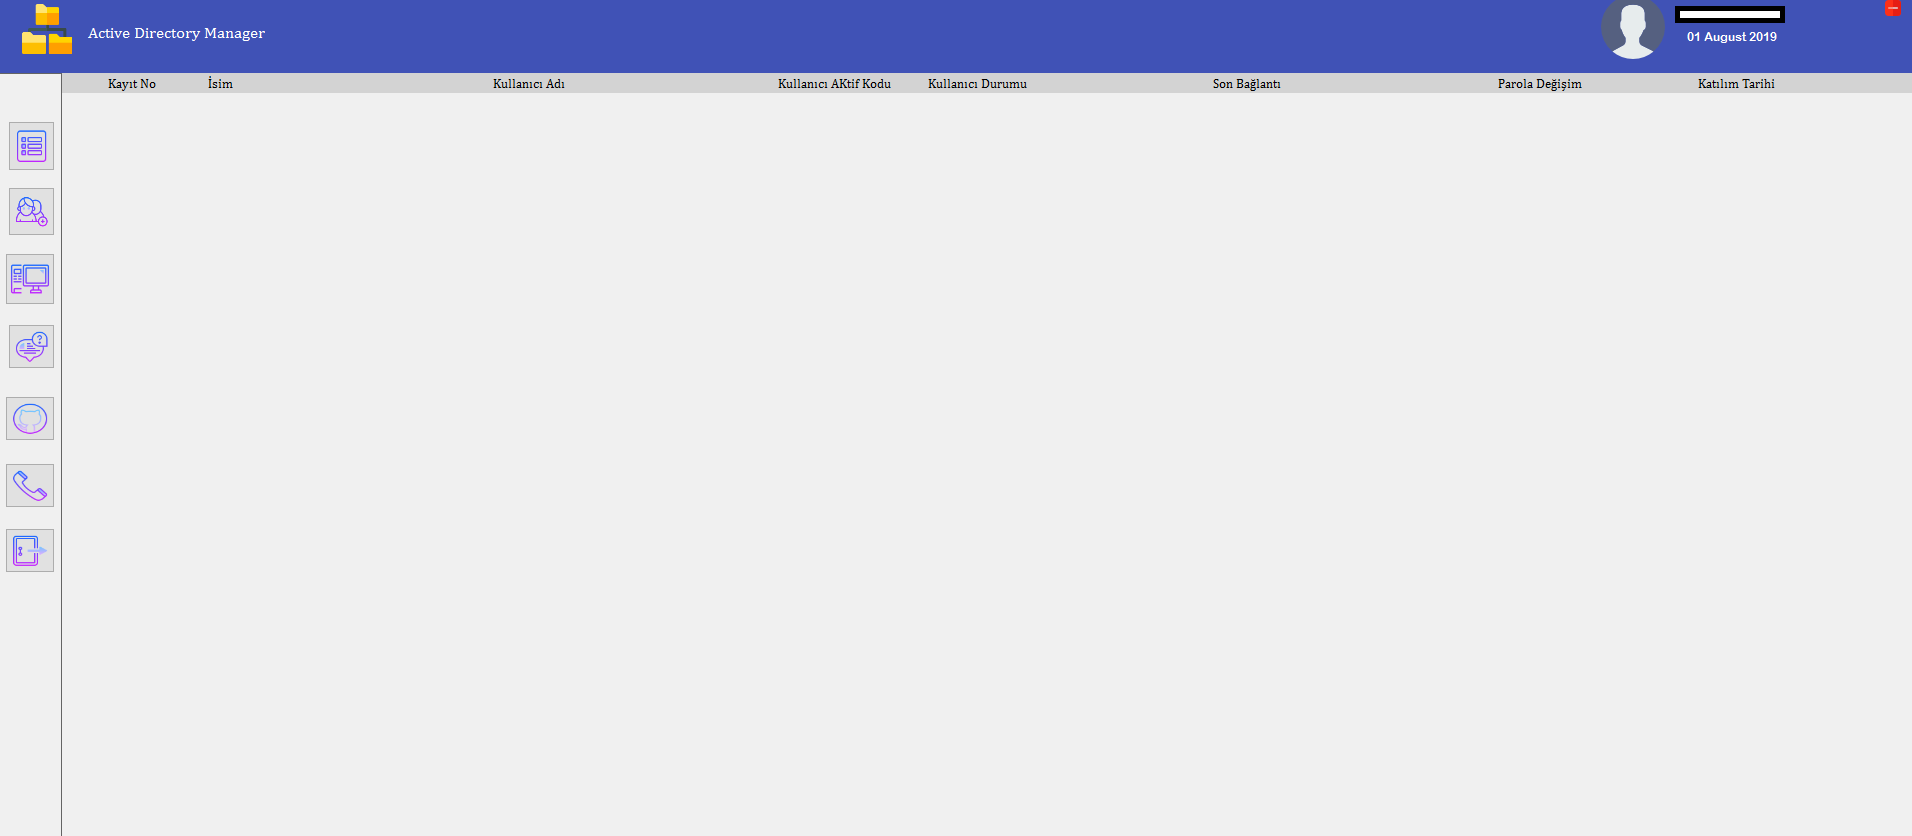 Active Directory Manager
01 August 2019
Kayıt No İsim Kullanıcı Adı Kullanıcı AKtif Kodu Kullanıcı Durumu Son Bağlantı Parola Değişim Katılım Tarihi
?